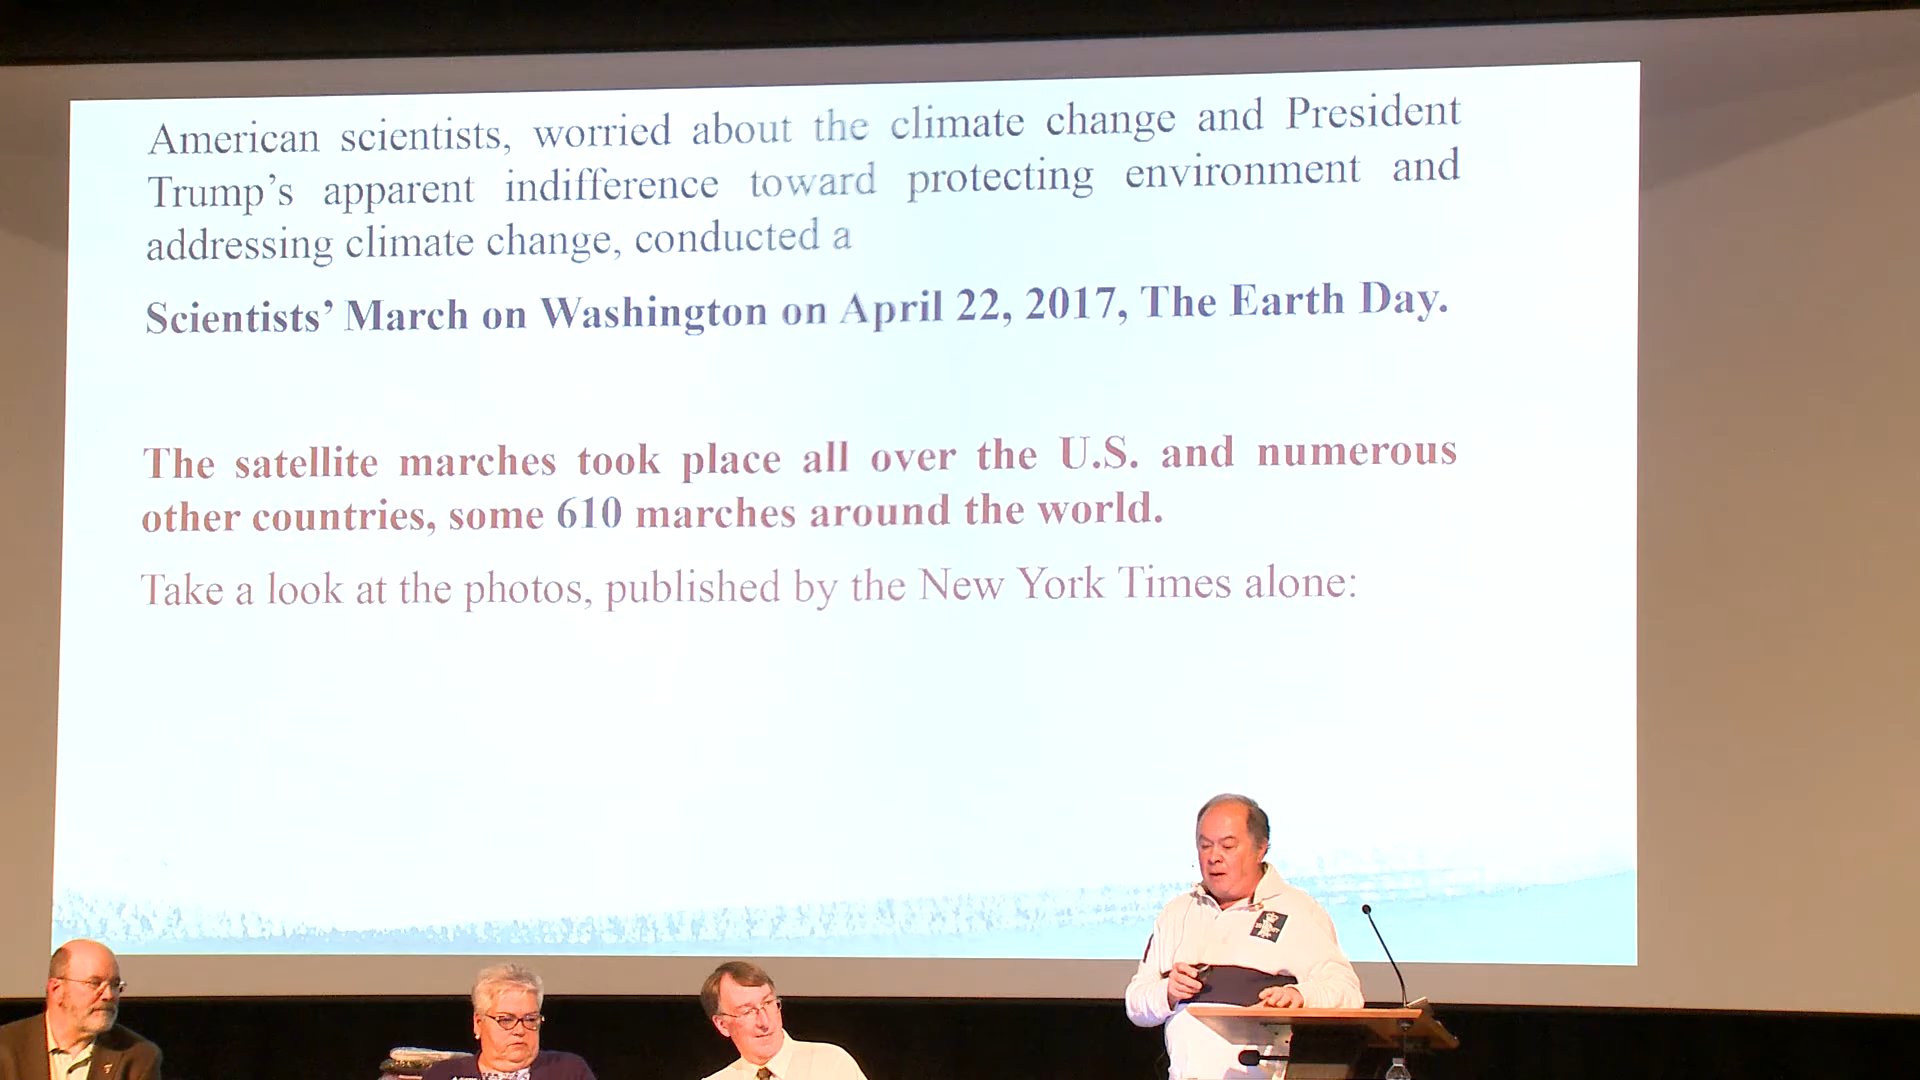 American scientists, worried about the climate change and President
Trump’s apparent indifference toward protecting environment and
addressing climate change, conducted a
Scientists’ March on Washington on April 22, 2017, The Earth Day.
The satellite marches took place all over the U.S. and numerous
other countries, some 610 marches around the world.
Take a look at the photos, published by the New York Times alone: